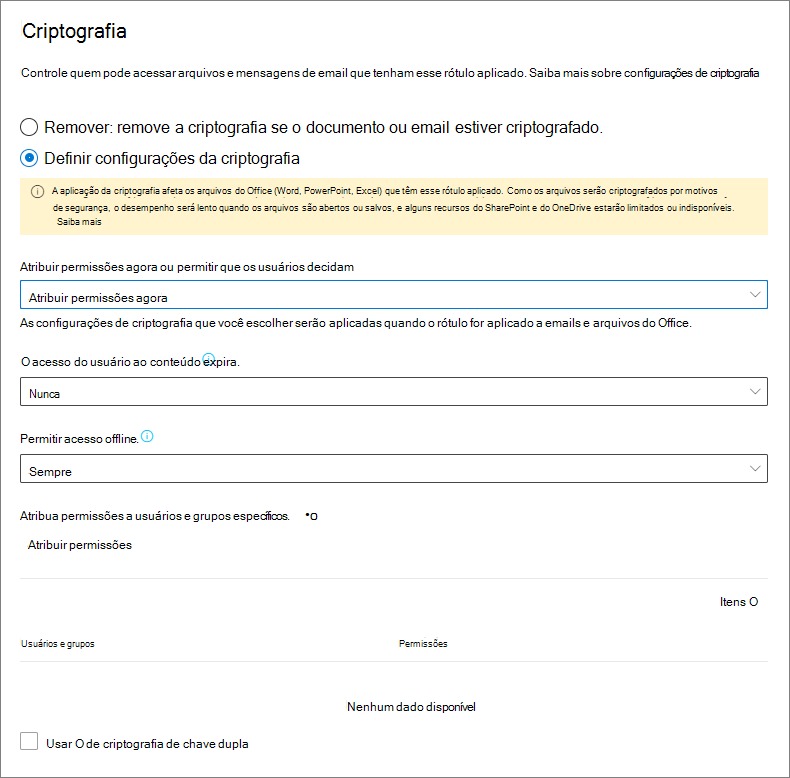 Criptografia
Controle quem pode acessar arquivos e mensagens de email que tenham esse rótulo aplicado. Saiba mais sobre configurações de criptografia
Remover: remove a criptografia se o documento ou email estiver criptografado.
Definir configurações da criptografia
A aplicação da criptografia afeta os arquivos do Office (Word, PowerPoint, Excel) que têm esse rótulo aplicado. Como os arquivos serão criptografados por motivos
de segurança, o desempenho será lento quando os arquivos são abertos ou salvos, e alguns recursos do SharePoint e do OneDrive estarão limitados ou indisponíveis.
Saiba mais
Atribuir permissões agora ou permitir que os usuários decidam
Atribuir permissões agora
As configurações de criptografia que você escolher serão aplicadas quando o rótulo for aplicado a emails e arquivos do Office.
O acesso do usuário ao conteúdo expira.
Nunca
Permitir acesso offline.
Sempre
Atribua permissões a usuários e grupos específicos. *O
Atribuir permissões
Itens O
Usuários e grupos Permissões
Nenhum dado disponível
Usar O de criptografia de chave dupla